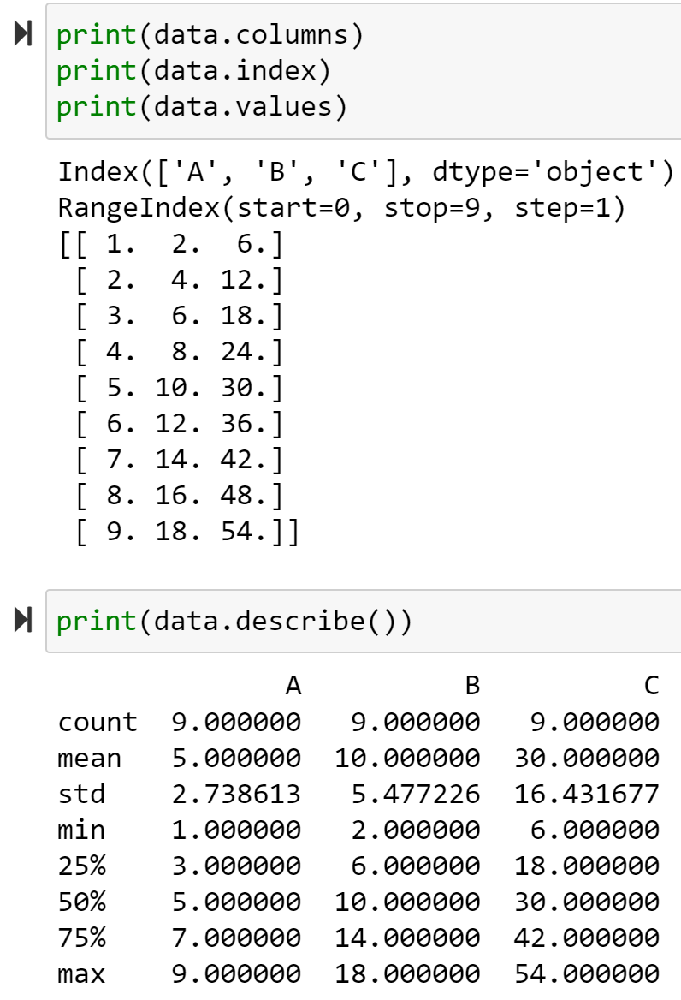 print(data.columns)
print(data.index)
print(data.values)
Index(['A', 'B', 'C'], dtype='object')
RangeIndex(start=0, stop=9, step=1)
[[ 1.  2.  6.]
 [ 2.  4. 12.]
 [ 3.  6. 18.]
 [ 4.  8. 24.]
 [ 5. 10. 30.]
 [ 6. 12. 36.]
 [ 7. 14. 42.]
 [ 8. 16. 48.]
 [ 9. 18. 54.]]
print(data.describe())
              A          B          C
count  9.000000   9.000000   9.000000
mean   5.000000  10.000000  30.000000
std    2.738613   5.477226  16.431677
min    1.000000   2.000000   6.000000
25%    3.000000   6.000000  18.000000
50%    5.000000  10.000000  30.000000
75%    7.000000  14.000000  42.000000
max    9.000000  18.000000  54.000000